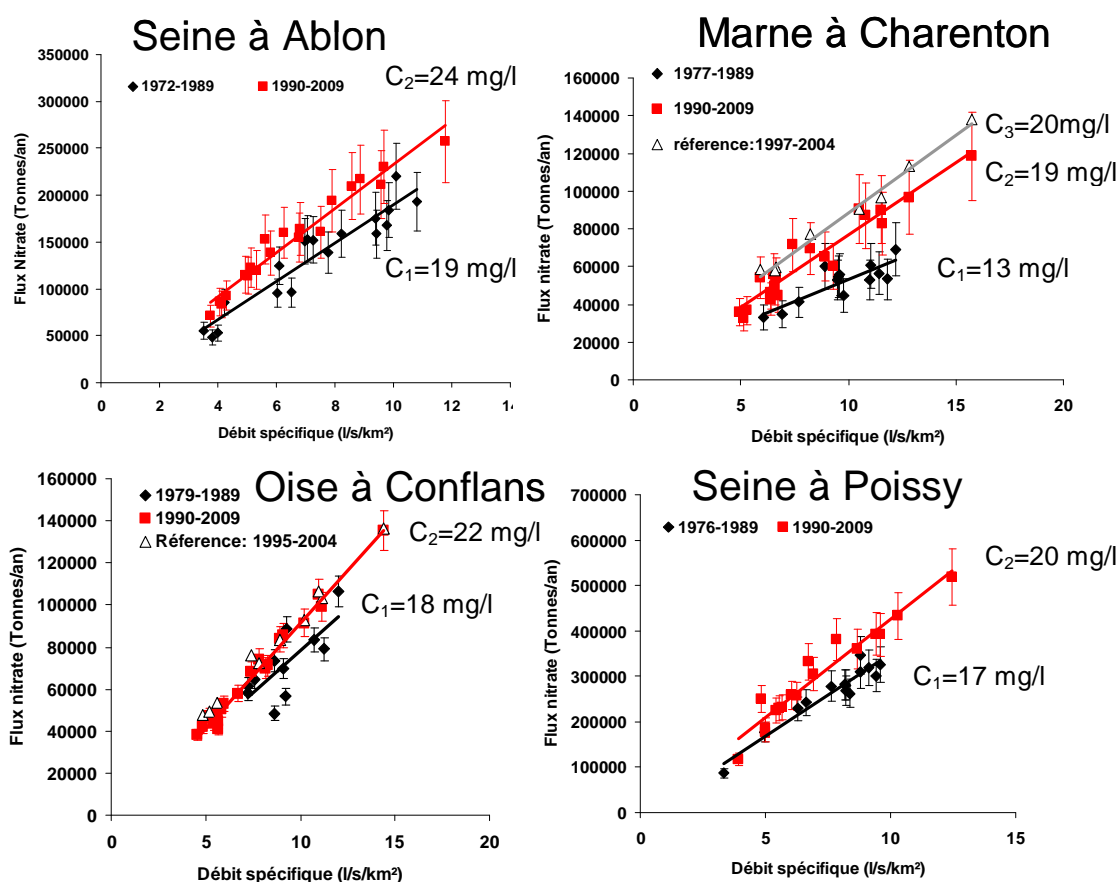 Seine à Ablon
1972-1989
1990-2009
C2=24 mg/l
C1=19 mg/l
Flux Nitrate (Tonnes/an)
350000
300000
250000
200000
150000
100000
50000
0
0 2 4 6 8 10 12
Débit spécifique (l/s/km²)
Marne à Charenton
1977-1989
1990-2009
réference:1997-2004
C3=20mg/l
C2=19 mg/l
C1=13 mg/l
Flux nitrate (Tonnes/an)
160000
140000
120000
100000
80000
60000
40000
20000
0
0 5 10 15 20
Débit spécifique (l/s/km²)
Oise à Conflans
1979-1989
1990-2009
Réference: 1995-2004
C2=22 mg/l
C1=18 mg/l
Flux nitrate (Tonnes/an)
160000
140000
120000
100000
80000
60000
40000
20000
0
0 5 10 15 20
Débit spécifique (l/s/km²)
Seine à Poissy
1976-1989
1990-2009
C2=20 mg/l
C1=17 mg/l
Flux nitrate (Tonnes/an)
700000
600000
500000
400000
300000
200000
100000
0
0 5 10 15
Débit spécifique (l/s/km²)